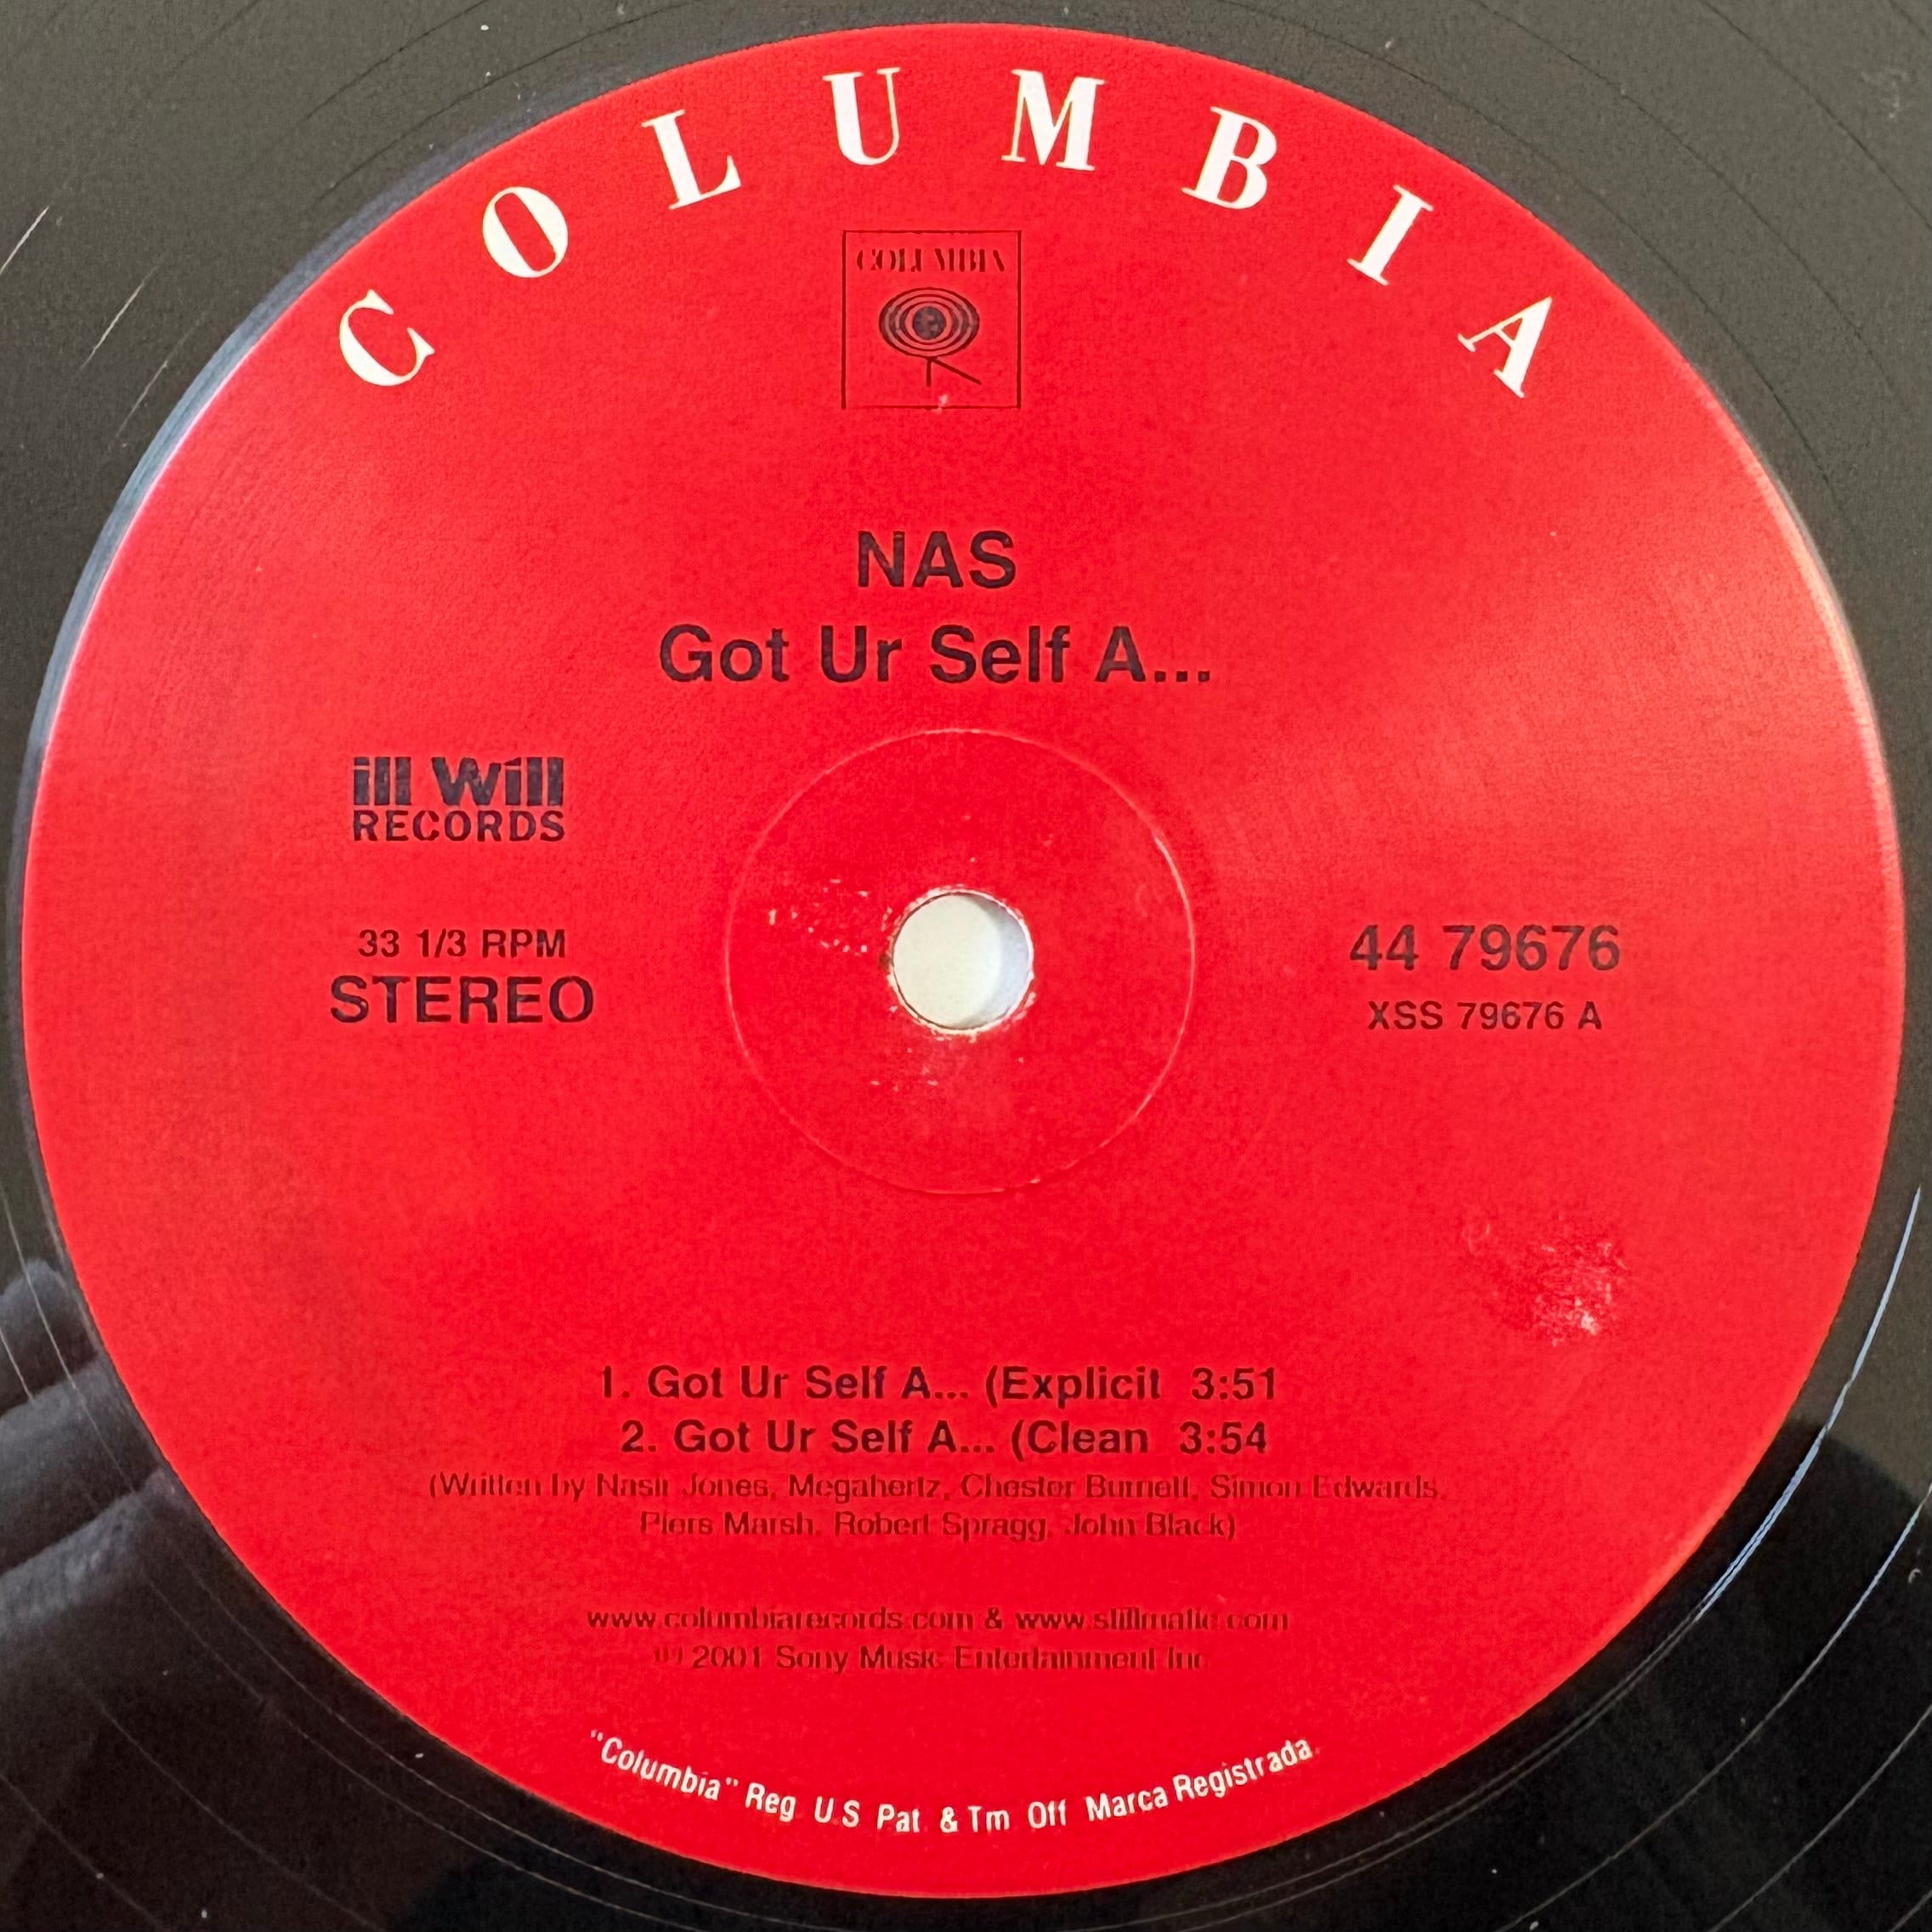 COLUMBIA
COLUMBIA
NAS
Got Ur Self A...
ill Will
RECORDS
33 1/3 RPM
STEREO
44 79676
XSS 79676 A
1. Got Ur Self A... (Explicit 3:51
2. Got Ur Self A... (Clean 3:54
(Written by Nasir Jones, Megahertz, Chester Burnett, Simon Edwards,
Piers Marsh, Robert Spragg, John Black)
www.columbiarecords.com & www.stillmatic.com
℗ 2001 Sony Music Entertainment Inc.
"Columbia" Reg U.S Pat. & Tm Off Marca Registrada.